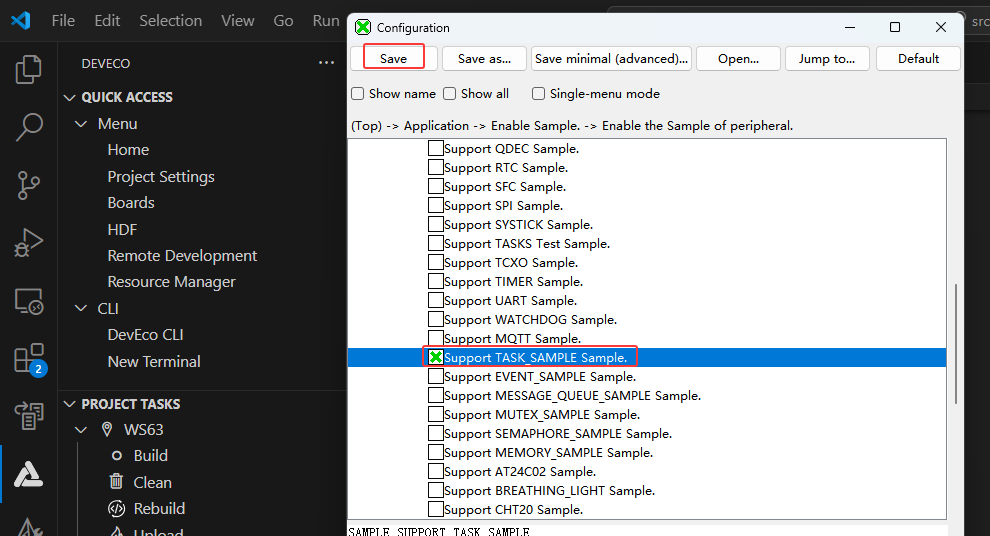 File Edit Selection View Go Run
Configuration
src
DEVECO
Save Save as... Save minimal (advanced)... Open... Jump to... Default
QUICK ACCESS
Show name Show all Single-menu mode
Menu
(Top) -> Application -> Enable Sample. -> Enable the Sample of peripheral.
Home
Support QDEC Sample.
Support RTC Sample.
Project Settings
Support SFC Sample.
Boards
Support SPI Sample.
HDF
Support SYSTICK Sample.
Support TASKS Test Sample.
Remote Development
Support TCXO Sample.
Resource Manager
Support TIMER Sample.
CLI
Support UART Sample.
Support WATCHDOG Sample.
DevEco CLI
Support MQTT Sample.
New Terminal
Support TASK_SAMPLE Sample.
2
Support EVENT_SAMPLE Sample.
Support MESSAGE_QUEUE_SAMPLE Sample.
PROJECT TASKS
Support MUTEX_SAMPLE Sample.
WS63
Support SEMAPHORE_SAMPLE Sample.
Build
Support MEMORY_SAMPLE Sample.
Support AT24C02 Sample.
Clean
Support BREATHING_LIGHT Sample.
Rebuild
Support CHT20 Sample.
Upload
SAMPLE_SUPPORT_TASK_SAMPLE